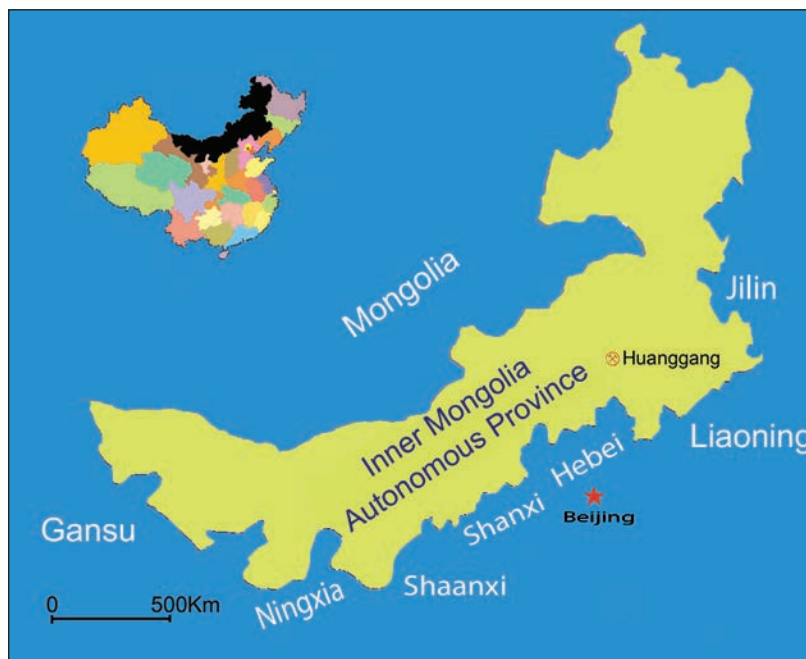 Mongolia
Jilin
Huanggang
Inner Mongolia
Autonomous Province
Liaoning
Hebei
Shanxi
Beijing
Gansu
Shaanxi
Ningxia
0 500Km